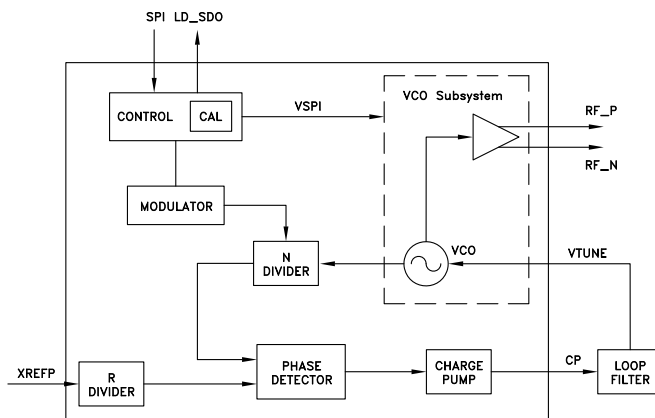 SPI LD_SDO
CONTROL
CAL
VSPI
VCO Subsystem
RF_P
RF_N
MODULATOR
N
DIVIDER
VCO
VTUNE
XREFP
R
DIVIDER
PHASE
DETECTOR
CHARGE
PUMP
CP
LOOP
FILTER